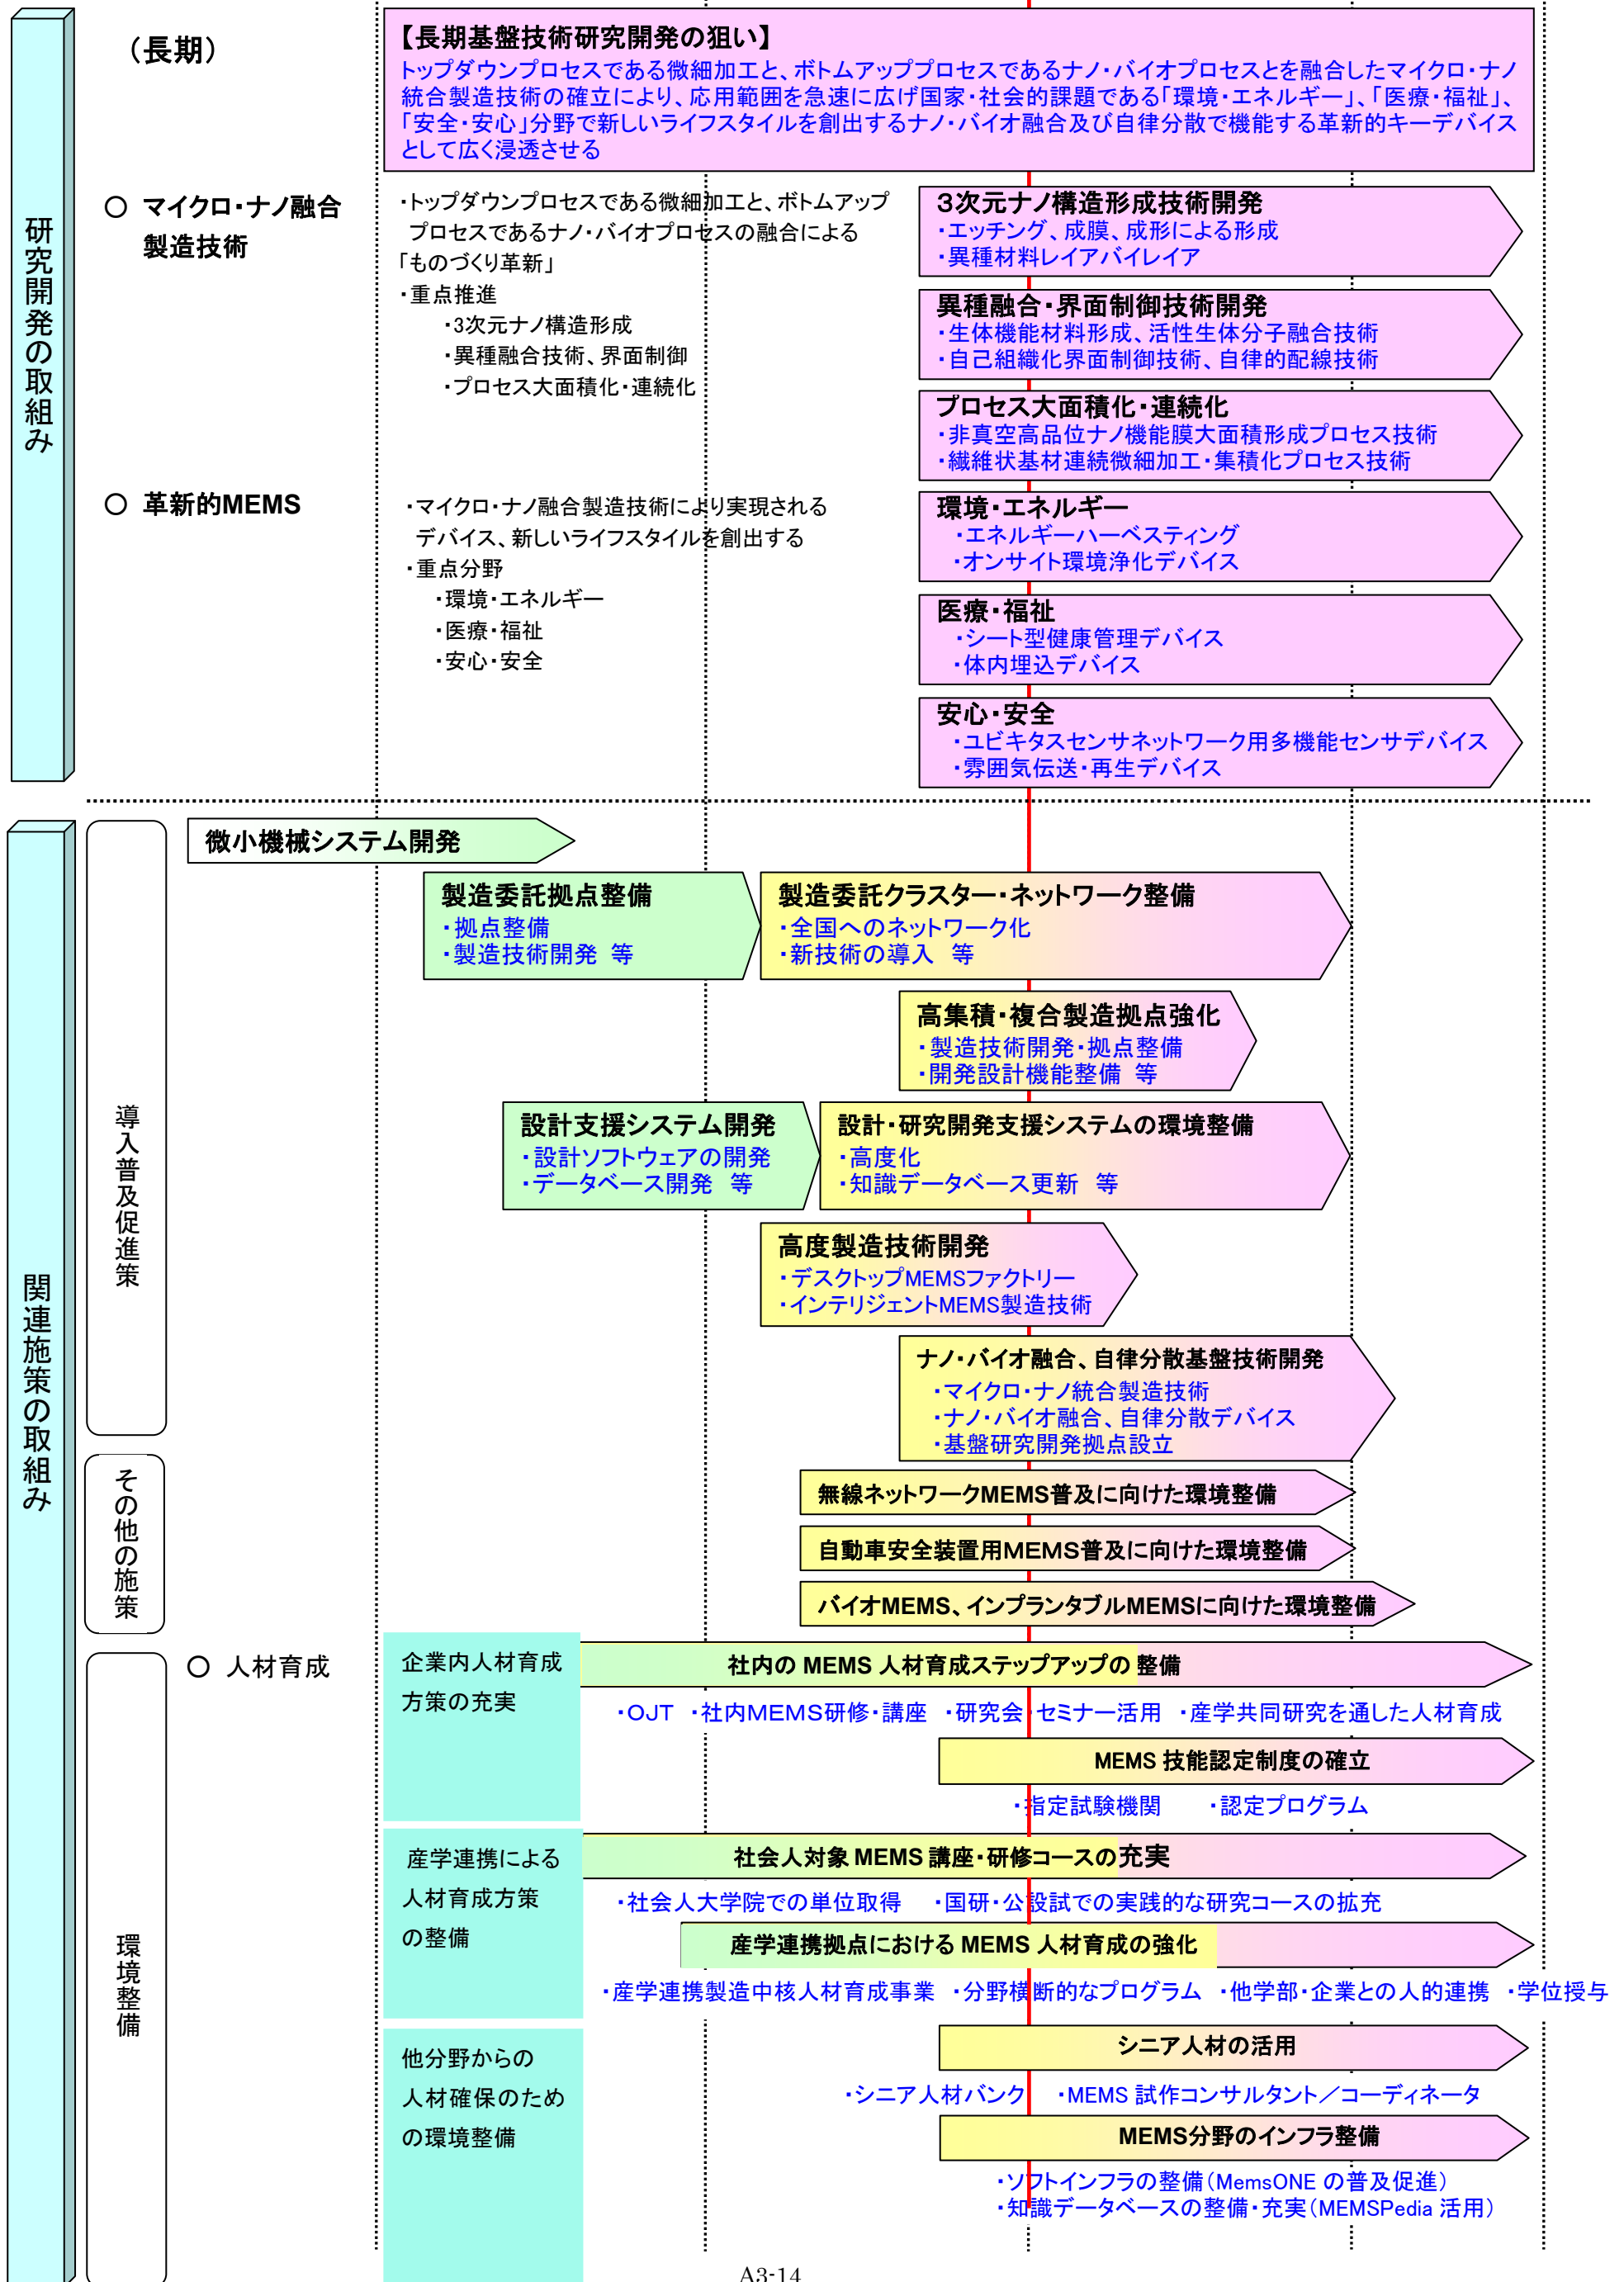 研究開発の取組み
（長期）
【長期基盤技術研究開発の狙い】
トップダウンプロセスである微細加工と、ボトムアッププロセスであるナノ・バイオプロセスとを融合したマイクロ・ナノ
統合製造技術の確立により、応用範囲を急速に広げ国家・社会的課題である「環境・エネルギー」、「医療・福祉」、
「安全・安心」分野で新しいライフスタイルを創出するナノ・バイオ融合及び自律分散で機能する革新的キーデバイス
として広く浸透させる
○ マイクロ・ナノ融合
製造技術
・トップダウンプロセスである微細加工と、ボトムアップ
プロセスであるナノ・バイオプロセスの融合による
「ものづくり革新」
・重点推進
・3次元ナノ構造形成
・異種融合技術、界面制御
・プロセス大面積化・連続化
３次元ナノ構造形成技術開発
・エッチング、成膜、成形による形成
・異種材料レイアバイレイア
異種融合・界面制御技術開発
・生体機能材料形成、活性生体分子融合技術
・自己組織化界面制御技術、自律的配線技術
プロセス大面積化・連続化
・非真空高品位ナノ機能膜大面積形成プロセス技術
・繊維状基材連続微細加工・集積化プロセス技術
○ 革新的MEMS
・マイクロ・ナノ融合製造技術により実現される
デバイス、新しいライフスタイルを創出する
・重点分野
・環境・エネルギー
・医療・福祉
・安心・安全
環境・エネルギー
・エネルギーハーベスティング
・オンサイト環境浄化デバイス
医療・福祉
・シート型健康管理デバイス
・体内埋込デバイス
安心・安全
・ユビキタスセンサネットワーク用多機能センサデバイス
・雰囲気伝送・再生デバイス
関連施策の取組み
導入普及促進策
微小機械システム開発
製造委託拠点整備
・拠点整備
・製造技術開発 等
製造委託クラスター・ネットワーク整備
・全国へのネットワーク化
・新技術の導入 等
高集積・複合製造拠点強化
・製造技術開発・拠点整備
・開発設計機能整備 等
設計支援システム開発
・設計ソフトウェアの開発
・データベース開発 等
設計・研究開発支援システムの環境整備
・高度化
・知識データベース更新 等
高度製造技術開発
・デスクトップMEMSファクトリー
・インテリジェントMEMS製造技術
ナノ・バイオ融合、自律分散基盤技術開発
・マイクロ・ナノ統合製造技術
・ナノ・バイオ融合、自律分散デバイス
・基盤研究開発拠点設立
その他の施策
無線ネットワークMEMS普及に向けた環境整備
自動車安全装置用ＭＥＭＳ普及に向けた環境整備
バイオMEMS、インプランタブルMEMSに向けた環境整備
環境整備
○ 人材育成
企業内人材育成
方策の充実
社内の MEMS 人材育成ステップアップの 整備
・ＯＪＴ ・社内ＭＥＭＳ研修・講座 ・研究会・セミナー活用 ・産学共同研究を通した人材育成
MEMS 技能認定制度の確立
・指定試験機関 ・認定プログラム
産学連携による
人材育成方策
の整備
社会人対象 MEMS 講座・研修コースの充実
・社会人大学院での単位取得 ・国研・公設試での実践的な研究コースの拡充
産学連携拠点における MEMS 人材育成の強化
・産学連携製造中核人材育成事業 ・分野横断的なプログラム ・他学部・企業との人的連携 ・学位授与
他分野からの
人材確保のため
の環境整備
シニア人材の活用
・シニア人材バンク ・MEMS 試作コンサルタント／コーディネータ
MEMS分野のインフラ整備
・ソフトインフラの整備（MemsONE の普及促進）
・知識データベースの整備・充実（MEMSPedia 活用）
A3-14